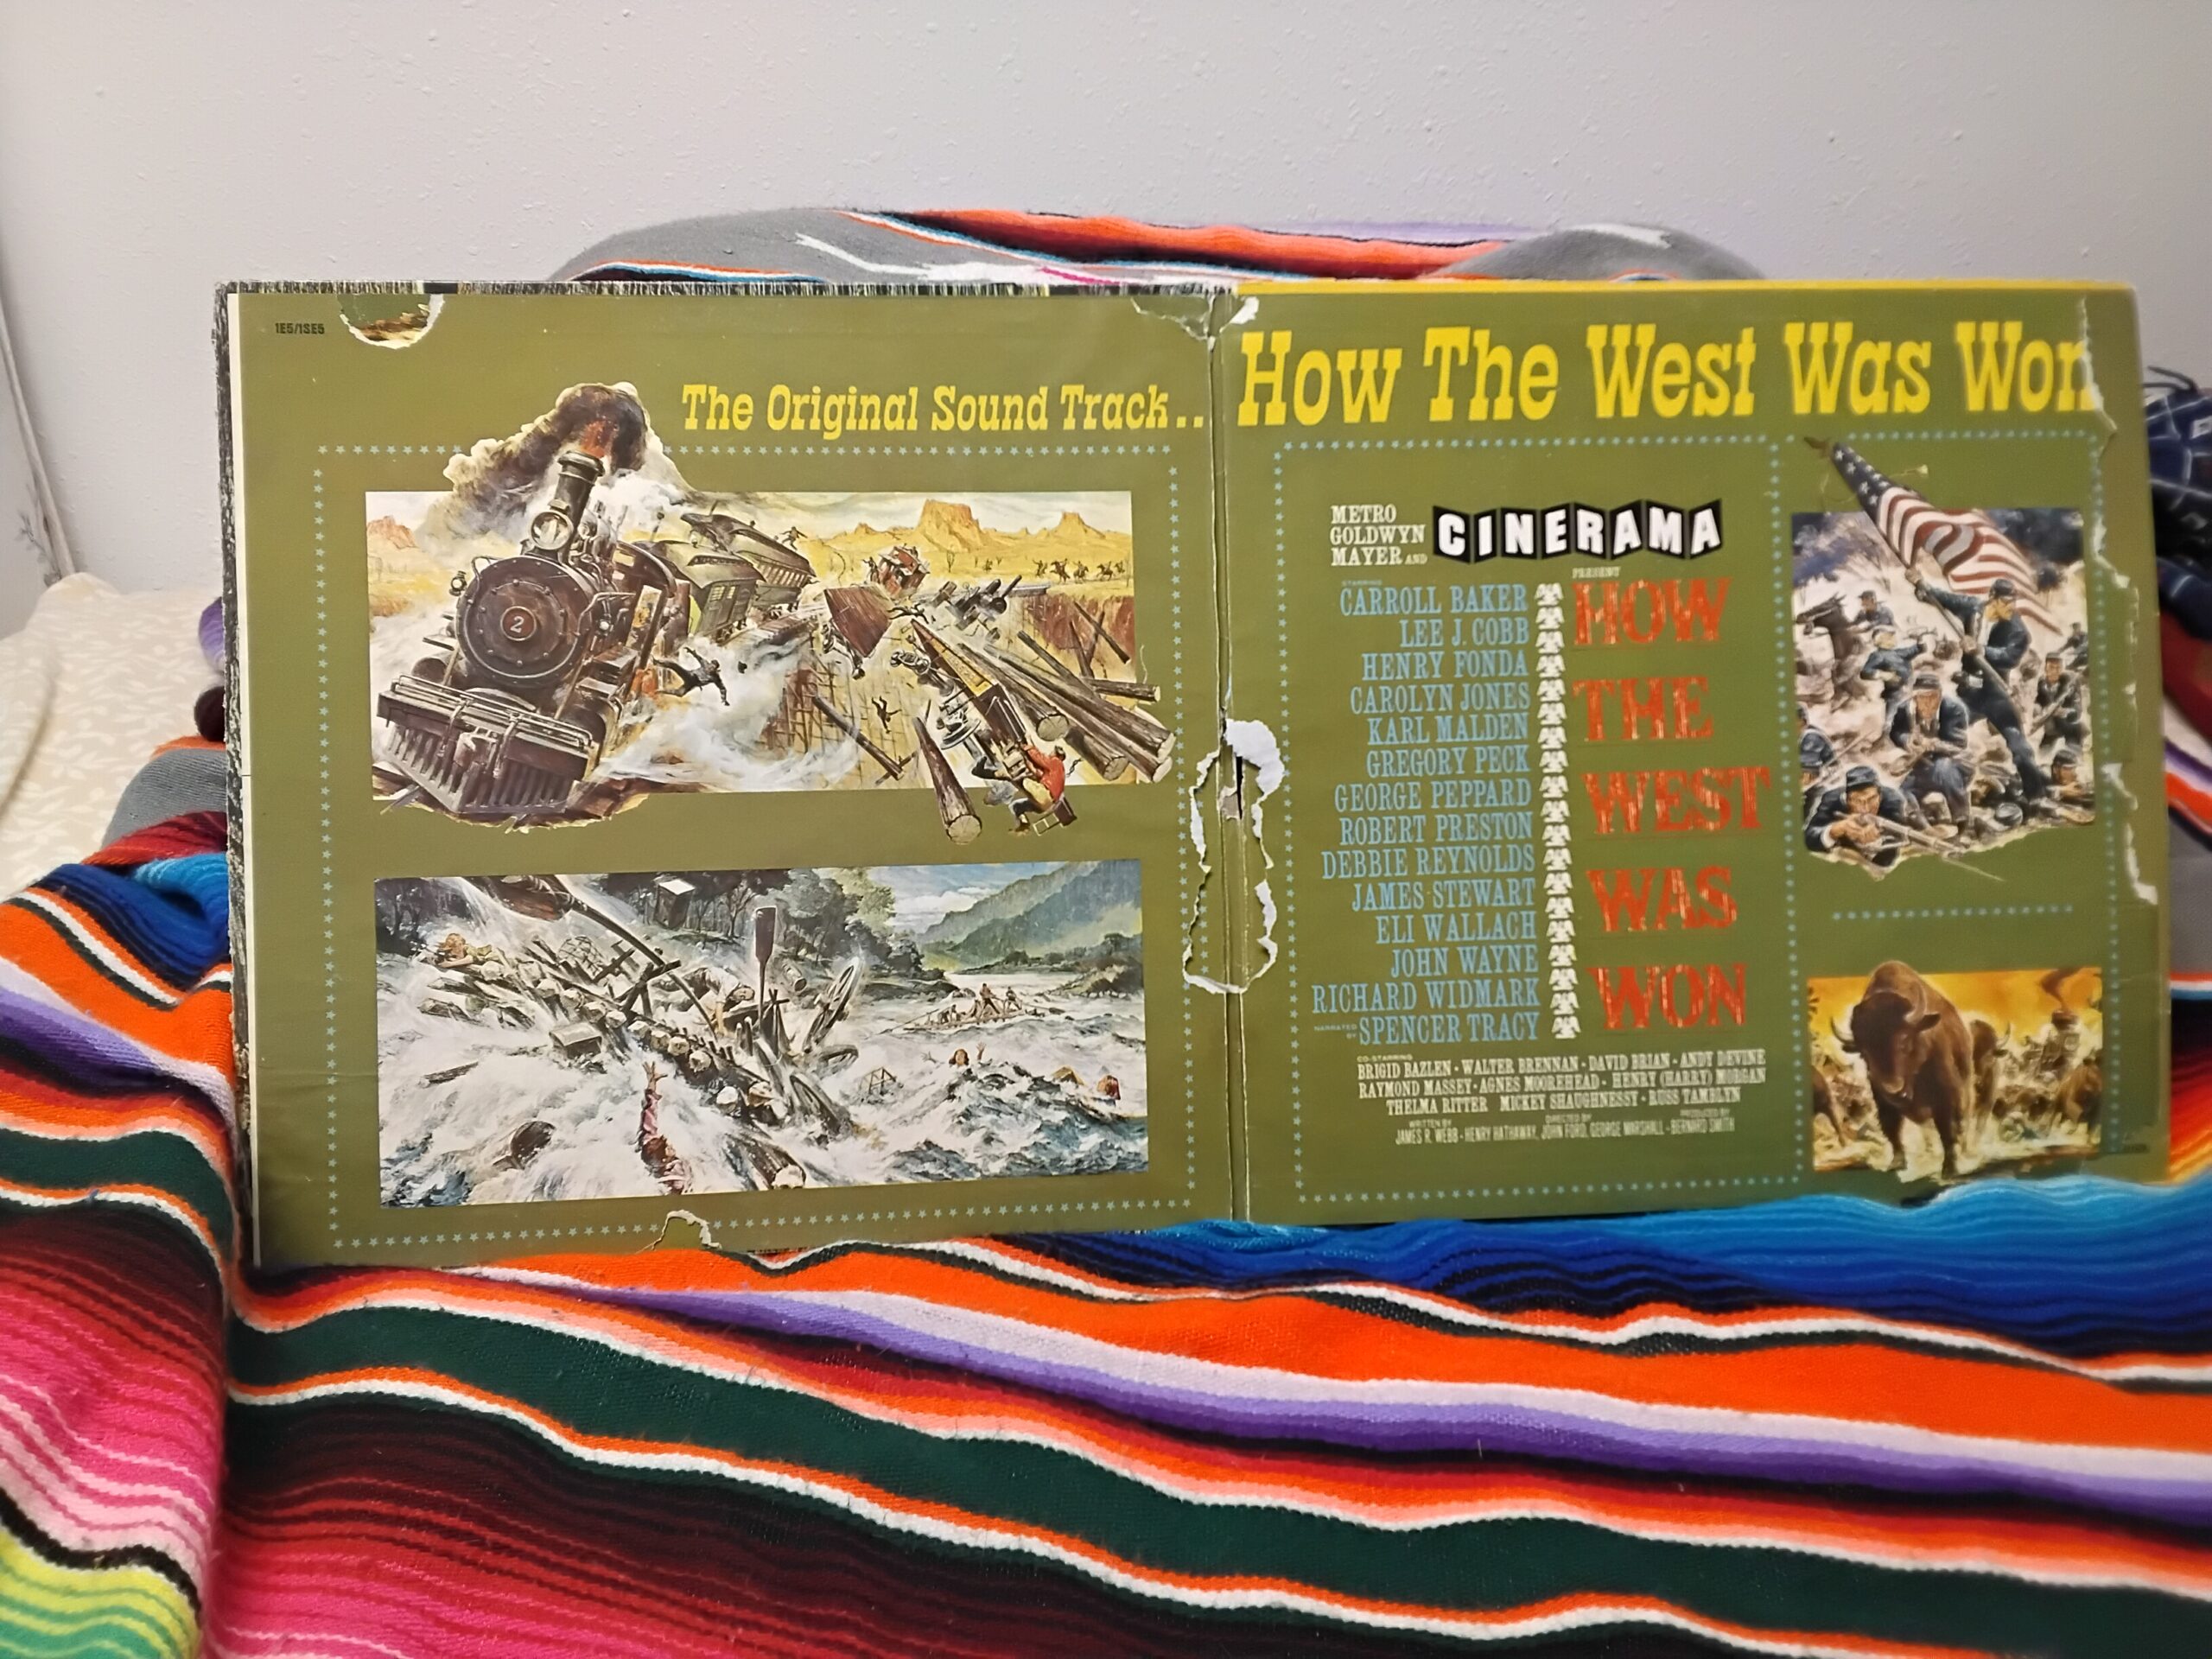 1E5/1SE5
The Original Sound Track..
2
How The West Was Won
METRO
GOLDWYN
MAYER AND
CINERAMA
PRESENT
STARRING
CARROLL BAKER
LEE J. COBB
HENRY FONDA
CAROLYN JONES
KARL MALDEN
GREGORY PECK
GEORGE PEPPARD
ROBERT PRESTON
DEBBIE REYNOLDS
JAMES STEWART
ELI WALLACH
JOHN WAYNE
RICHARD WIDMARK
NARRATED BY SPENCER TRACY
HOW
THE
WEST
WAS
WON
CO-STARRING
BRIGID BAZLEN · WALTER BRENNAN · DAVID BRIAN · ANDY DEVINE
RAYMOND MASSEY · AGNES MOOREHEAD · HENRY (HARRY) MORGAN
THELMA RITTER MICKEY SHAUGHNESSY · RUSS TAMBLYN
WRITTEN BY DIRECTED BY PRODUCED BY
JAMES R. WEBB · HENRY HATHAWAY, JOHN FORD, GEORGE MARSHALL · BERNARD SMITH